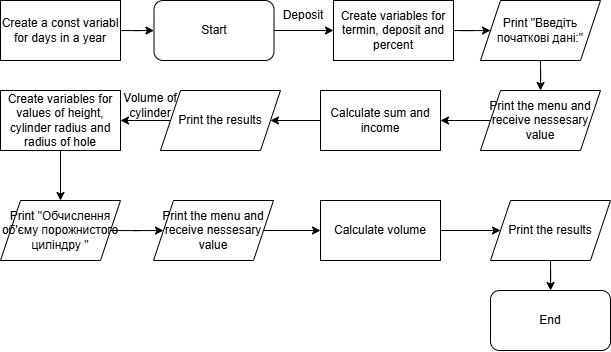 Create a const variabl
for days in a year
Start
Deposit
Create variables for
termin, deposit and
percent
Print "Введіть
початкові дані:"
Create variables for
values of height,
cylinder radius and
radius of hole
Volume of
cylinder
Print the results
Calculate sum and
income
Print the menu and
receive nessesary
value
Print "Обчислення
об'єму порожнистого
циліндру "
Print the menu and
receive nessesary
value
Calculate volume
Print the results
End